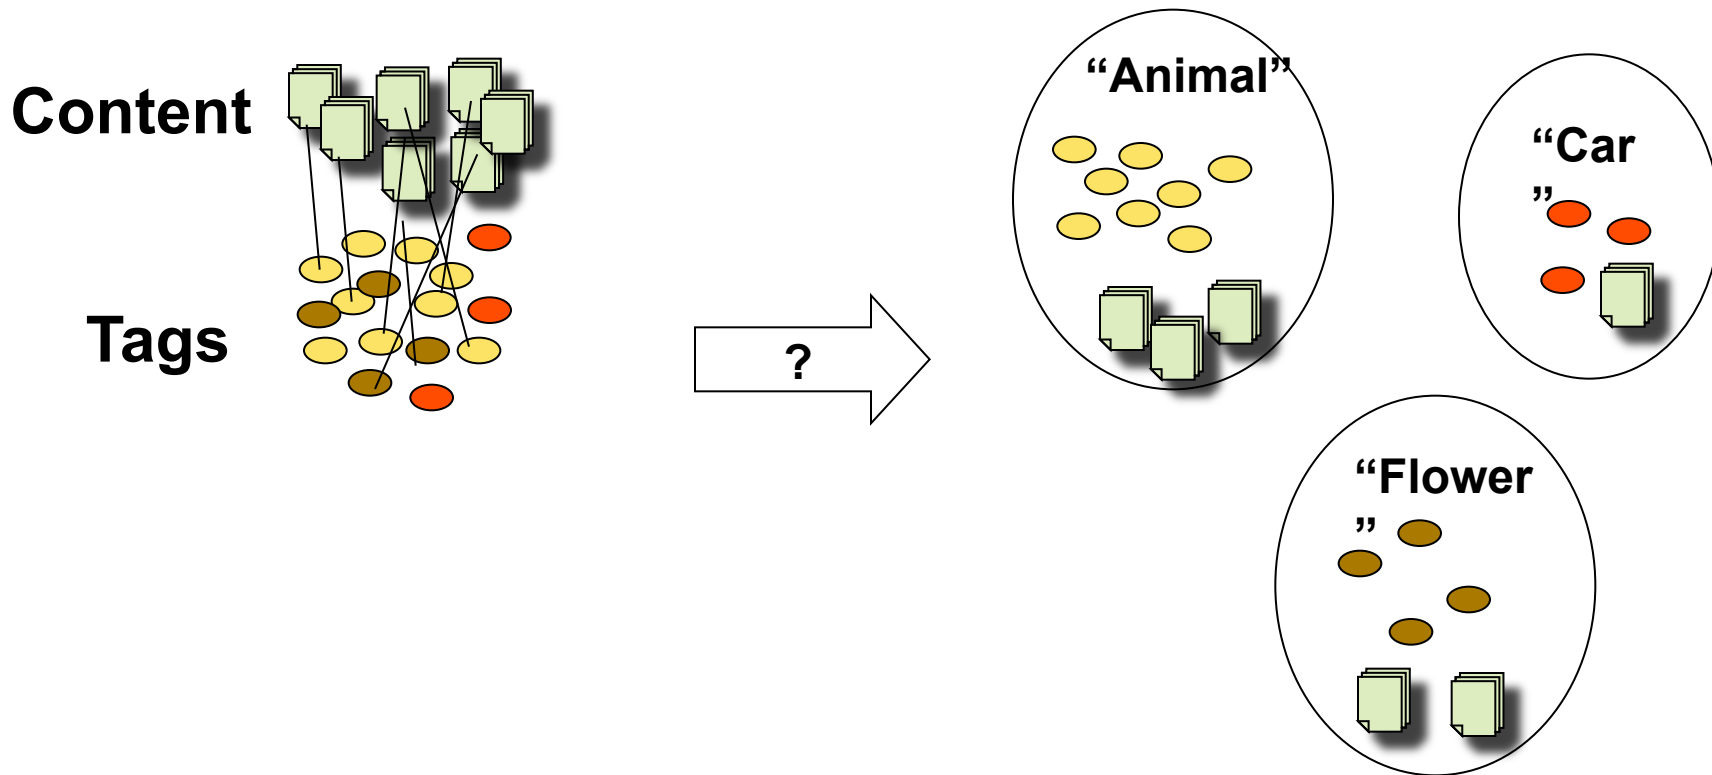 Content
Tags
?
“Animal”
“Car
”
“Flower
”